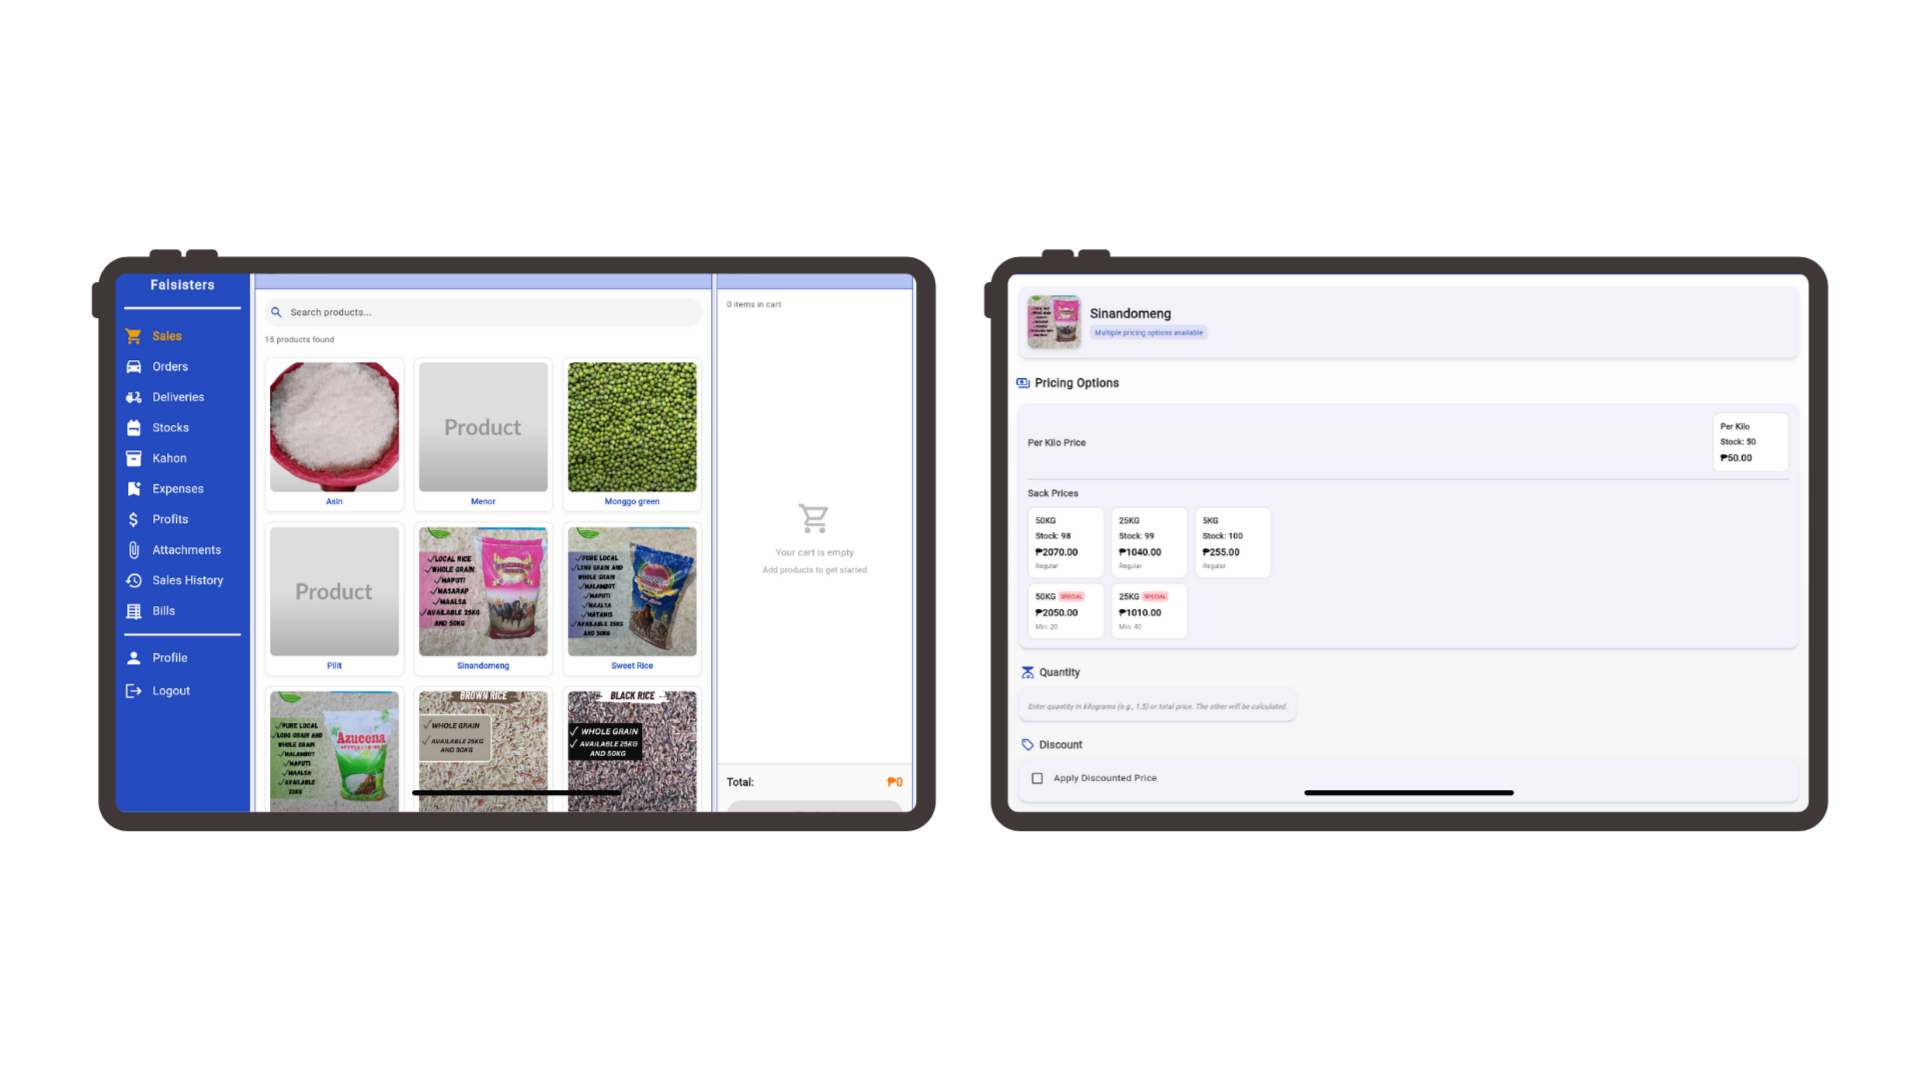 Falsisters
Sales
Orders
Deliveries
Stocks
Kahon
Expenses
Profits
Attachments
Sales History
Bills
Profile
Logout
Search products...
15 products found
Asin
Product
Menor
Monggo green
Product
Pilit
✓LOCAL RICE
✓WHOLE GRAIN
✓MAPUTI
✓MASARAP
✓MAALSA
✓AVAILABLE 25KG
AND 50KG
Sinandomeng
✓PURE LOCAL
✓LONG GRAIN AND
WHOLE GRAIN
✓MALAMBOT
✓MAPUTI
✓MAALSA
✓MATAMIS
✓AVAILABLE 25KG
AND 50KG
Sweet Rice
✓PURE LOCAL
✓LONG GRAIN AND
WHOLE GRAIN
✓MALAMBOT
✓MAPUTI
✓MAALSA
✓AVAILABLE
25KG
Azucena
BROWN RICE
✓WHOLE GRAIN
✓AVAILABLE 25KG
AND 50KG
BLACK RICE
✓WHOLE GRAIN
✓AVAILABLE 25KG
AND 50KG
0 items in cart
Your cart is empty
Add products to get started
Total:
₱0
Sinandomeng
Multiple pricing options available
Pricing Options
Per Kilo Price
Per Kilo
Stock: 50
₱50.00
Sack Prices
50KG
Stock: 98
₱2070.00
Regular
25KG
Stock: 99
₱1040.00
Regular
5KG
Stock: 100
₱255.00
Regular
50KG SPECIAL
₱2050.00
Min: 20
25KG SPECIAL
₱1010.00
Min: 40
Quantity
Enter quantity in kilograms (e.g., 1.5) or total price. The other will be calculated.
Discount
Apply Discounted Price